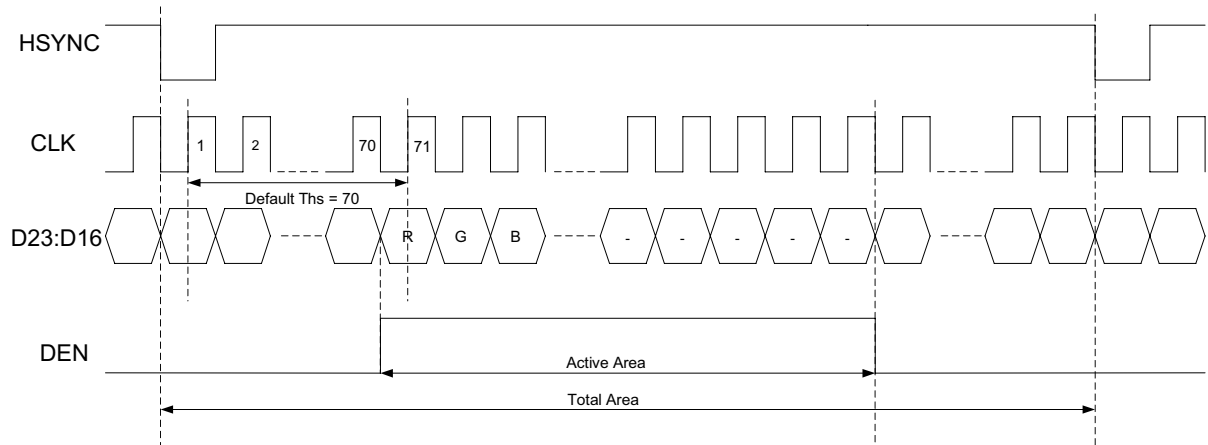 HSYNC
CLK
1 2 70 71
Default Ths = 70
D23:D16
R G B - - - - -
DEN
Active Area
Total Area